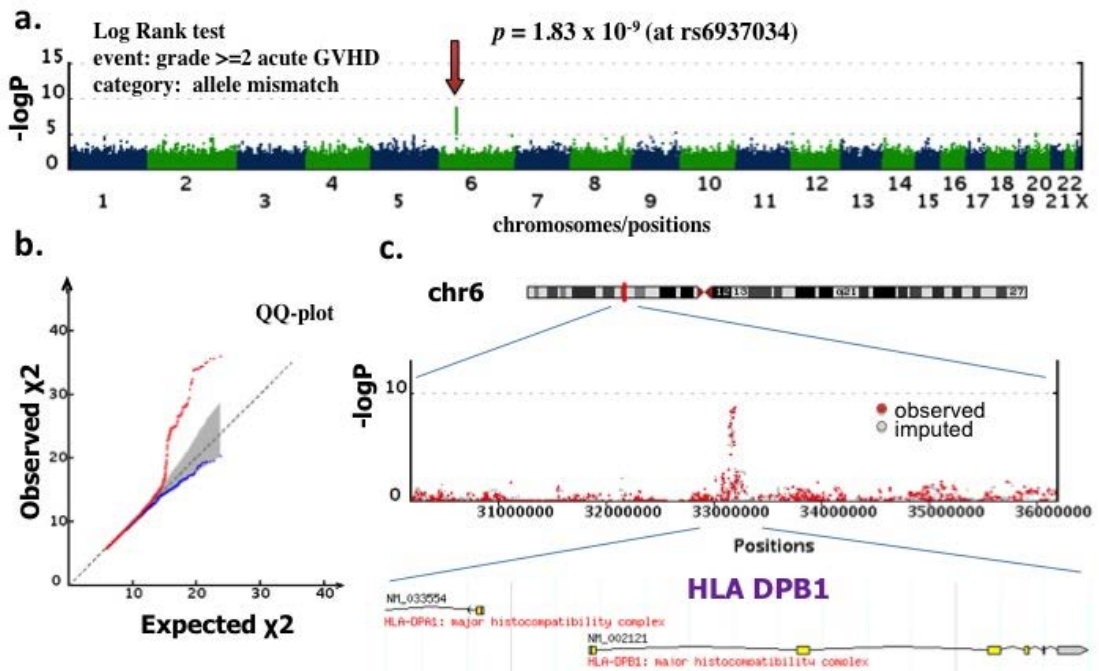 a.
Log Rank test
event: grade >=2 acute GVHD
category: allele mismatch
p = 1.83 x 10-9 (at rs6937034)
-logP
15
10
5
0
1 2 3 4 5 6 7 8 9 10 11 12 13 14 15 16 17 18 19 20 21 22 X
chromosomes/positions
b.
QQ-plot
Observed χ2
40
30
20
10
0
10 20 30 40
Expected χ2
c.
chr6
12 13 q21 27
-logP
10
0
observed
imputed
31000000 32000000 33000000 34000000 35000000 36000000
Positions
HLA DPB1
NM_033554
HLA-DPA1: major histocompatibility complex
NM_002121
HLA-DPB1: major histocompatibility complex